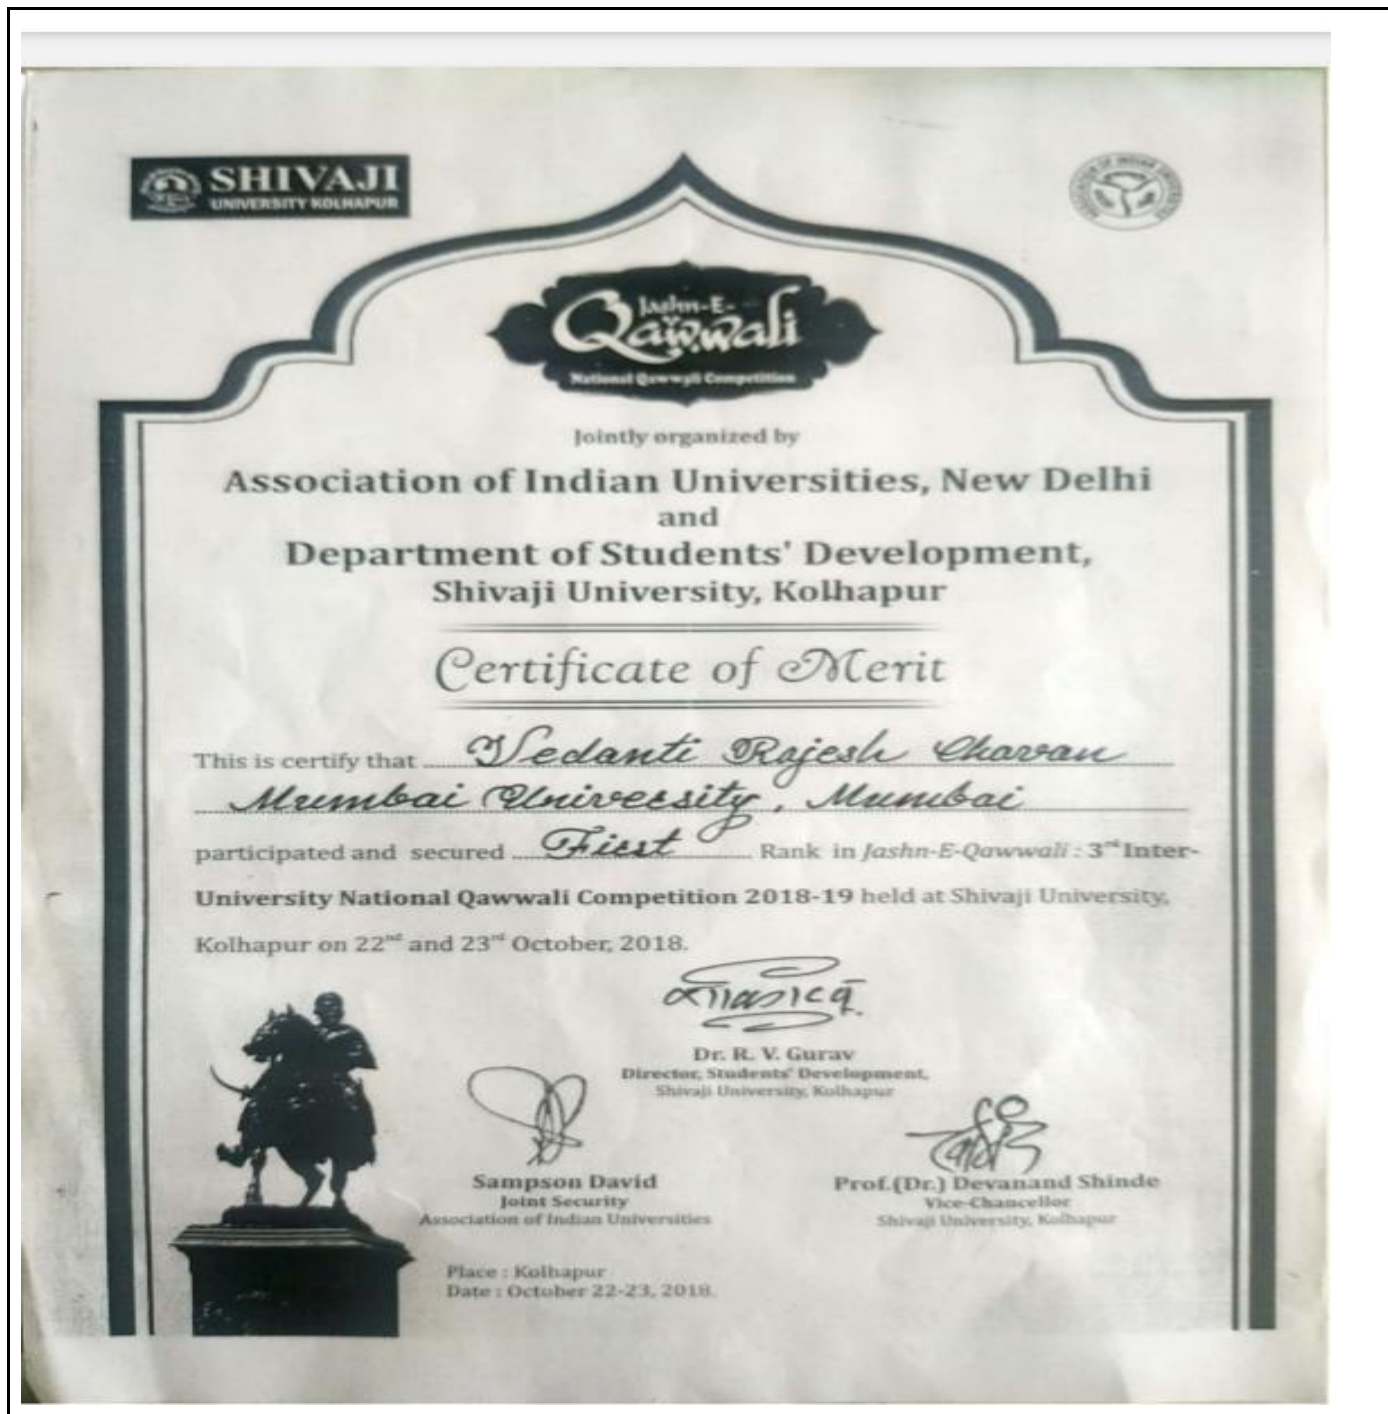 SHIVAJI
UNIVERSITY KOLHAPUR
ASSOCIATION OF INDIAN UNIVERSITIES
Jashn-E-
Qawwali
National Qawwali Competition
Jointly organized by
Association of Indian Universities, New Delhi
and
Department of Students' Development,
Shivaji University, Kolhapur
Certificate of Merit
This is certify that Vedanti Rajesh Chavan
Mumbai University, Mumbai
participated and secured First Rank in Jashn-E-Qawwali : 3rd Inter-
University National Qawwali Competition 2018-19 held at Shivaji University,
Kolhapur on 22nd and 23rd October, 2018.
Dr. R. V. Gurav
Director, Students' Development,
Shivaji University, Kolhapur
Sampson David
Joint Security
Association of Indian Universities
Prof.(Dr.) Devanand Shinde
Vice-Chancellor
Shivaji University, Kolhapur
Place : Kolhapur
Date : October 22-23, 2018.